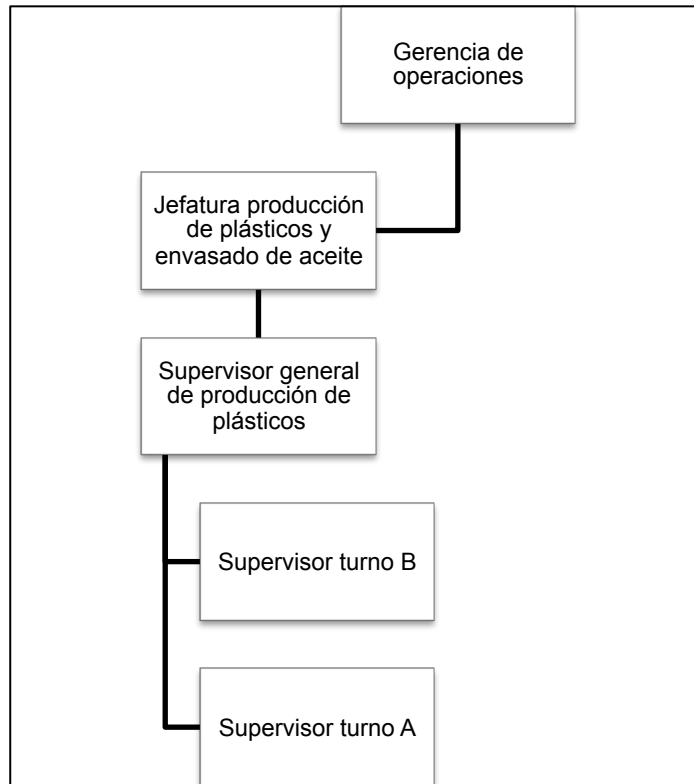 Gerencia de
operaciones
Jefatura producción
de plásticos y
envasado de aceite
Supervisor general
de producción de
plásticos
Supervisor turno B
Supervisor turno A